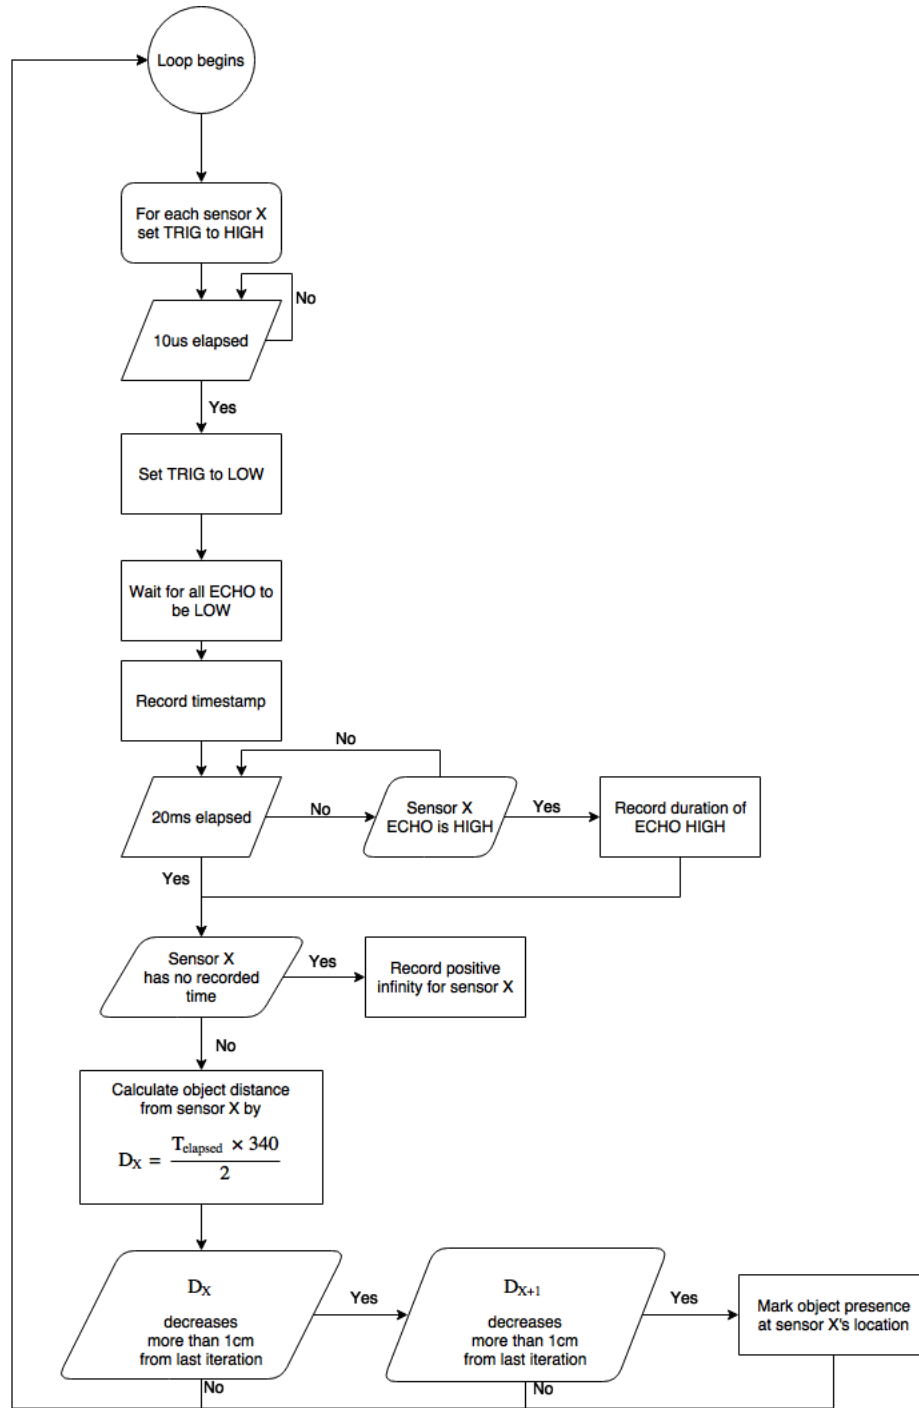 Loop begins
For each sensor X
set TRIG to HIGH
No
10us elapsed
Yes
Set TRIG to LOW
Wait for all ECHO to
be LOW
Record timestamp
No
20ms elapsed
No
Sensor X
ECHO is HIGH
Yes
Record duration of
ECHO HIGH
Yes
Sensor X
has no recorded
time
Yes
Record positive
infinity for sensor X
No
Calculate object distance
from sensor X by
D_X = (T_elapsed × 340) / 2
D_X
decreases
more than 1cm
from last iteration
Yes
D_X+1
decreases
more than 1cm
from last iteration
Yes
Mark object presence
at sensor X's location
No
No